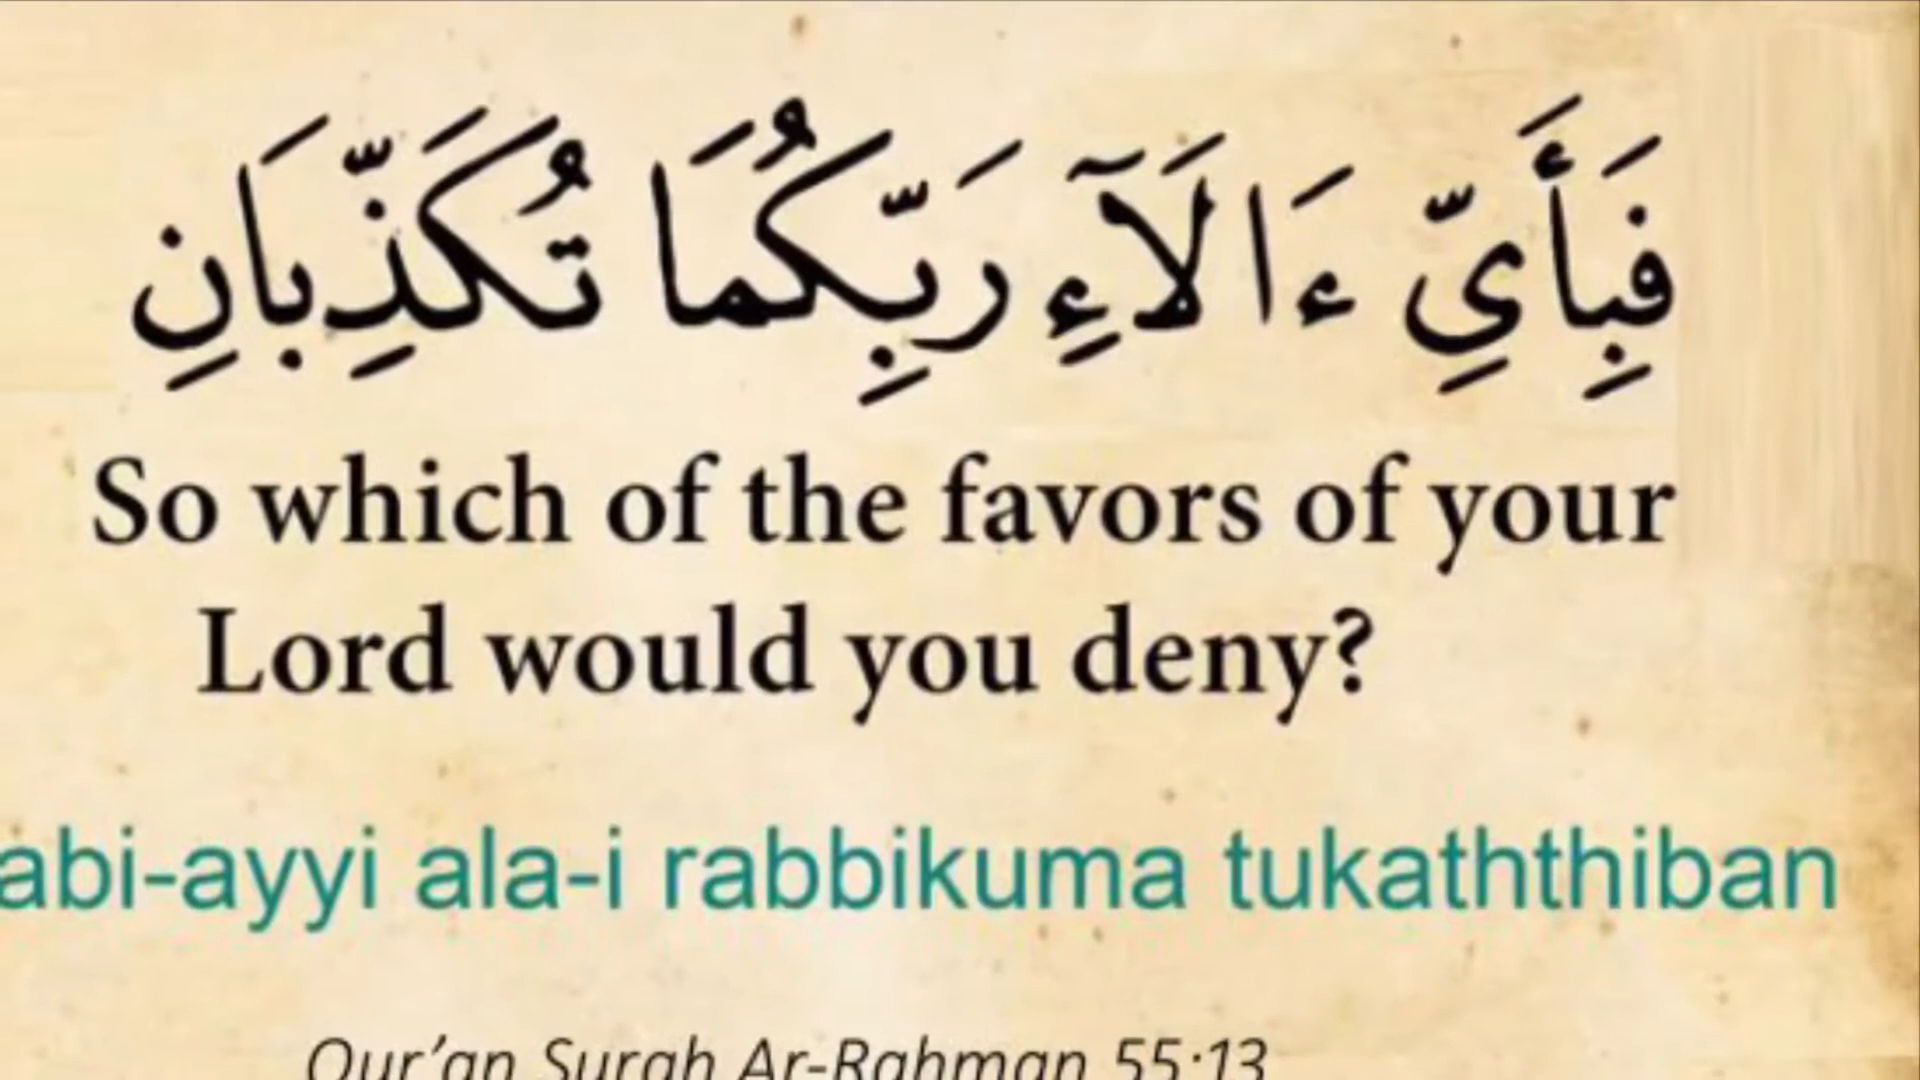 فَبِأَيِّ ءَالَآءِ رَبِّكُمَا تُكَذِّبَانِ
So which of the favors of your
Lord would you deny?
abi-ayyi ala-i rabbikuma tukaththiban
Qur'an Surah Ar-Rahman 55:13